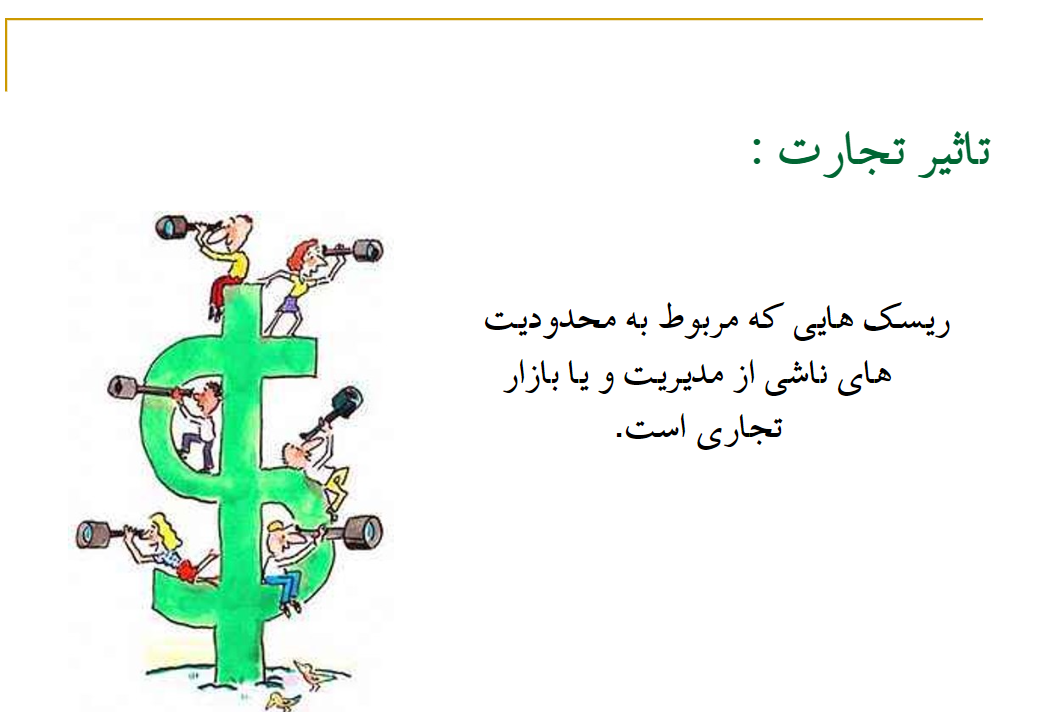 تاثیر تجارت :
ریسک هایی که مربوط به محدودیت
های ناشی از مدیریت و یا بازار
تجاری است.